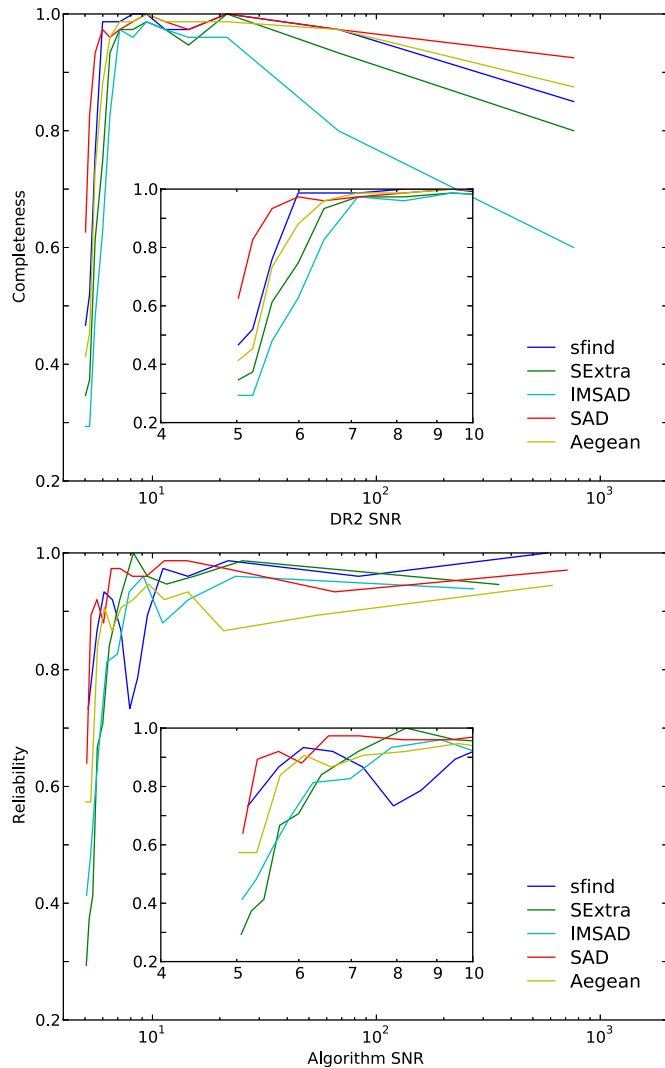 1.0
0.8
0.6
0.4
0.2
Completeness
1.0
0.8
0.6
0.4
0.2
4 5 6 7 8 9 10
sfind
SExtra
IMSAD
SAD
Aegean
10¹ 10² 10³
DR2 SNR
1.0
0.8
0.6
0.4
0.2
Reliability
1.0
0.8
0.6
0.4
0.2
4 5 6 7 8 9 10
sfind
SExtra
IMSAD
SAD
Aegean
10¹ 10² 10³
Algorithm SNR